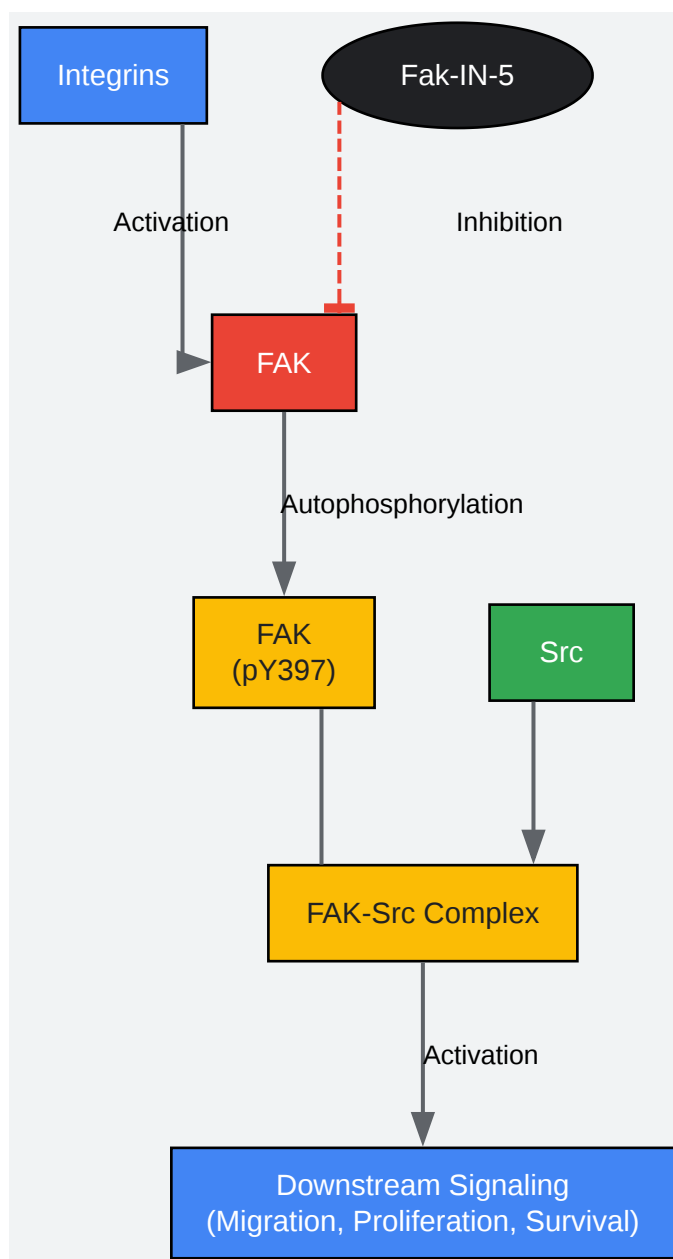 Integrins
Fak-IN-5
Activation
Inhibition
FAK
Autophosphorylation
FAK
(pY397)
Src
FAK-Src Complex
Activation
Downstream Signaling
(Migration, Proliferation, Survival)